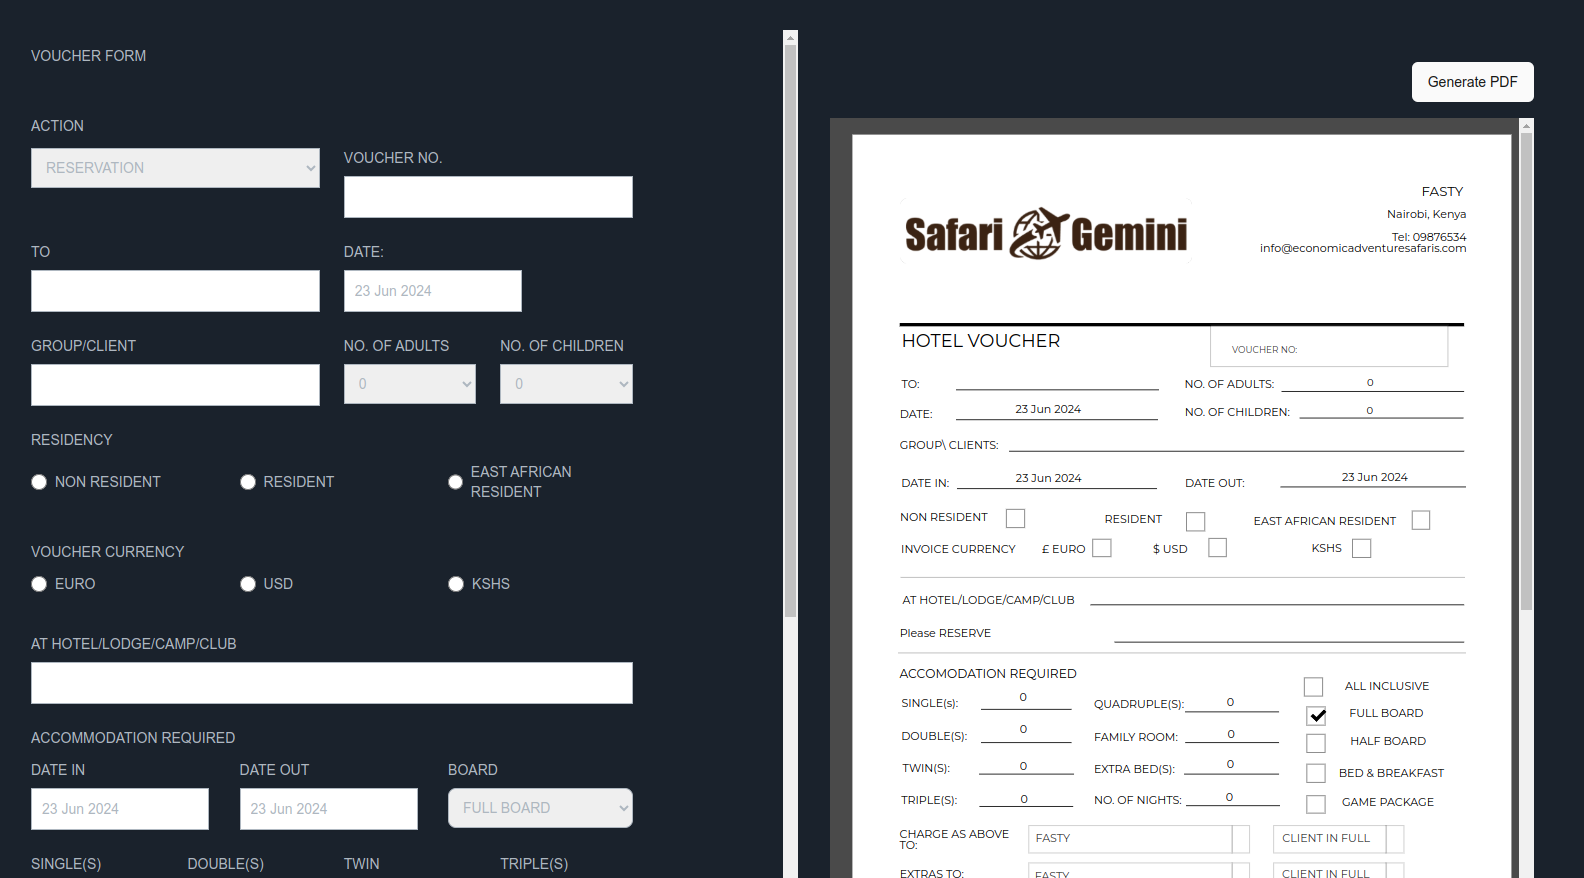 VOUCHER FORM
ACTION
RESERVATION
VOUCHER NO.
TO
DATE:
23 Jun 2024
GROUP/CLIENT
NO. OF ADULTS
NO. OF CHILDREN
0
0
RESIDENCY
NON RESIDENT
RESIDENT
EAST AFRICAN
RESIDENT
VOUCHER CURRENCY
EURO
USD
KSHS
AT HOTEL/LODGE/CAMP/CLUB
ACCOMMODATION REQUIRED
DATE IN
DATE OUT
BOARD
23 Jun 2024
23 Jun 2024
FULL BOARD
SINGLE(S)
DOUBLE(S)
TWIN
TRIPLE(S)
Generate PDF
Safari Gemini
FASTY
Nairobi, Kenya
Tel: 09876534
info@economicadventuresafaris.com
HOTEL VOUCHER
VOUCHER NO:
TO:
NO. OF ADULTS: 0
DATE: 23 Jun 2024
NO. OF CHILDREN: 0
GROUP\ CLIENTS:
DATE IN: 23 Jun 2024
DATE OUT: 23 Jun 2024
NON RESIDENT
RESIDENT
EAST AFRICAN RESIDENT
INVOICE CURRENCY
£ EURO
$ USD
KSHS
AT HOTEL/LODGE/CAMP/CLUB
Please RESERVE
ACCOMODATION REQUIRED
SINGLE(s): 0
QUADRUPLE(S): 0
ALL INCLUSIVE
FULL BOARD
DOUBLE(S): 0
FAMILY ROOM: 0
HALF BOARD
TWIN(S): 0
EXTRA BED(S): 0
BED & BREAKFAST
TRIPLE(S): 0
NO. OF NIGHTS: 0
GAME PACKAGE
CHARGE AS ABOVE
TO:
FASTY
CLIENT IN FULL
EXTRAS TO:
FASTY
CLIENT IN FULL